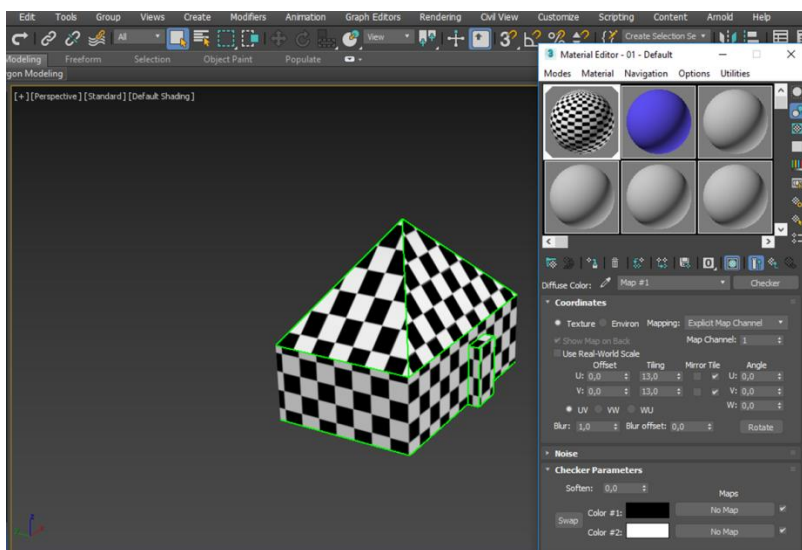 Edit Tools Group Views Create Modifiers Animation Graph Editors Rendering Civil View Customize Scripting Content Arnold Help
All View Create Selection Se
Modeling Freeform Selection Object Paint Populate
gon Modeling
[+] [Perspective] [Standard] [Default Shading]
3 Material Editor - 01 - Default
Modes Material Navigation Options Utilities
Diffuse Color: Map #1 Checker
Coordinates
Texture Environ Mapping: Explicit Map Channel
Show Map on Back Map Channel: 1
Use Real-World Scale
Offset Tiling Mirror Tile Angle
U: 0,0 13,0 U: 0,0
V: 0,0 13,0 V: 0,0
UV VW WU W: 0,0
Blur: 1,0 Blur offset: 0,0 Rotate
Noise
Checker Parameters
Soften: 0,0 Maps
Swap Color #1: No Map
Color #2: No Map